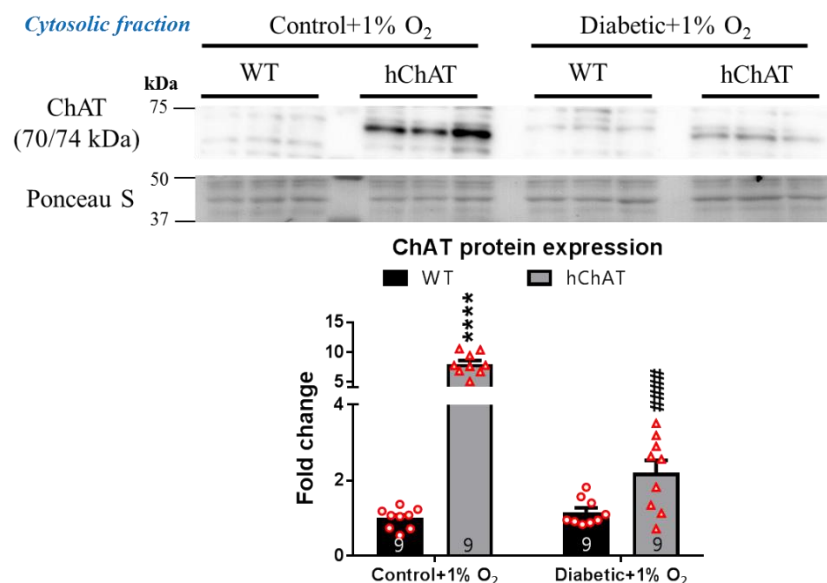 Cytosolic fraction Control+1% O₂ Diabetic+1% O₂
WT hChAT WT hChAT
kDa
ChAT 75
(70/74 kDa)
50
Ponceau S
37
ChAT protein expression
WT hChAT
Fold change
15
10
5
4
2
0
****
####
9 9 9 9
Control+1% O₂ Diabetic+1% O₂